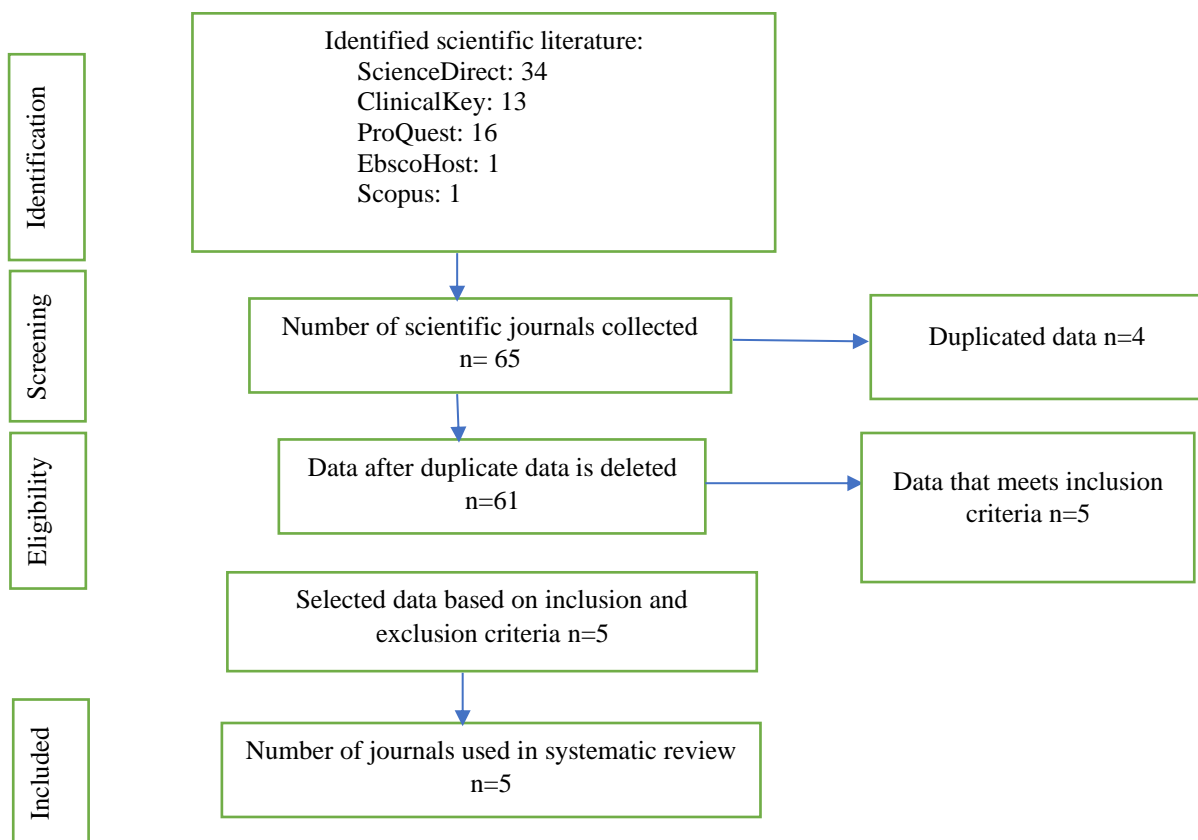 Identification
Identified scientific literature:
ScienceDirect: 34
ClinicalKey: 13
ProQuest: 16
EbscoHost: 1
Scopus: 1
Screening
Number of scientific journals collected
n= 65
Duplicated data n=4
Eligibility
Data after duplicate data is deleted
n=61
Data that meets inclusion
criteria n=5
Selected data based on inclusion and
exclusion criteria n=5
Included
Number of journals used in systematic review
n=5